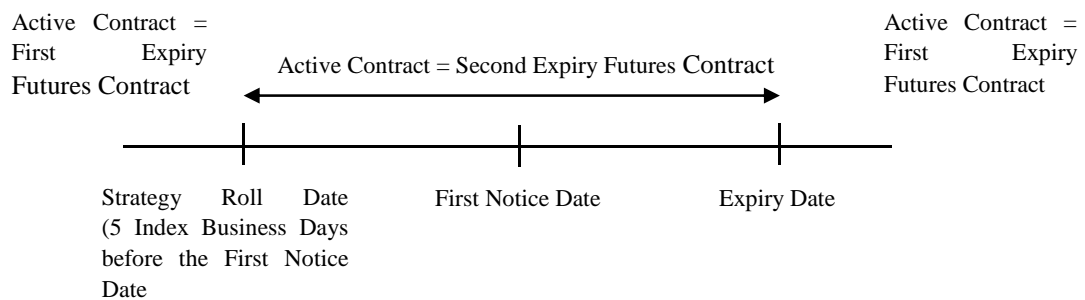 Active Contract =
First Expiry
Futures Contract
Active Contract = Second Expiry Futures Contract
Active Contract =
First Expiry
Futures Contract
Strategy Roll Date
(5 Index Business Days
before the First Notice
Date
First Notice Date
Expiry Date